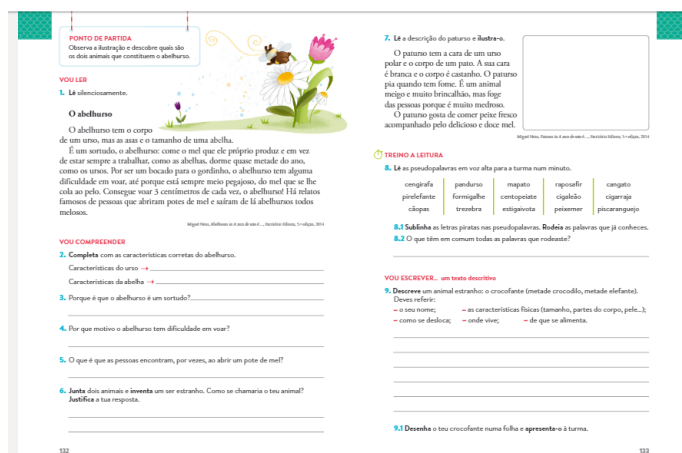 PONTO DE PARTIDA
Observa a ilustração e descobre quais são
os dois animais que constituem o abelhurso.
VOU LER
1. Lê silenciosamente.
O abelhurso
O abelhurso tem o corpo
de um urso, mas as asas e o tamanho de uma abelha.
É um sortudo, o abelhurso: come o mel que ele próprio produz e em vez
de estar sempre a trabalhar, como as abelhas, dorme quase metade do ano,
como os ursos. Por ser um bocado para o gordinho, o abelhurso tem alguma
dificuldade em voar, até porque está sempre meio pegajoso, do mel que se lhe
cola ao pelo. Consegue voar 3 centímetros de cada vez, o abelhurso! Há relatos
famosos de pessoas que abriram potes de mel e saíram de lá abelhursos todos
melosos.
VOU COMPREENDER
2. Completa com as características corretas do abelhurso.
Características do urso →
Características da abelha →
3. Porque é que o abelhurso é um sortudo?
4. Por que motivo o abelhurso tem dificuldade em voar?
5. O que é que as pessoas encontram, por vezes, ao abrir um pote de mel?
6. Junta dois animais e inventa um ser estranho. Como se chamaria o teu animal?
Justifica a tua resposta.
132
7. Lê a descrição do paturso e ilustra-o.
O paturso tem a cara de um urso
polar e o corpo de um pato. A sua cara
é branca e o corpo é castanho. O paturso
pia quando tem fome. É um animal
meigo e muito brincalhão, mas foge
das pessoas porque é muito medroso.
O paturso gosta de comer peixe fresco
acompanhado pelo delicioso e doce mel.
TREINO A LEITURA
8. Lê as pseudopalavras em voz alta para a turma num minuto.
cengirafa pandurso mapato raposefir cangato
pirelefante formigalhe centopeiate cigaleão cigarraja
cãopas trezebra estigaivota peixemer piscaranguejo
8.1 Sublinha as letras piratas nas pseudopalavras. Rodeia as palavras que já conheces.
8.2 O que têm em comum todas as palavras que rodeaste?
VOU ESCREVER... um texto descritivo
9. Descreve um animal estranho: o crocofante (metade crocodilo, metade elefante).
Deves referir:
– o seu nome; – as características físicas (tamanho, partes do corpo, pele...);
– como se desloca; – onde vive; – de que se alimenta.
9.1 Desenha o teu crocofante numa folha e apresenta-o à turma.
133